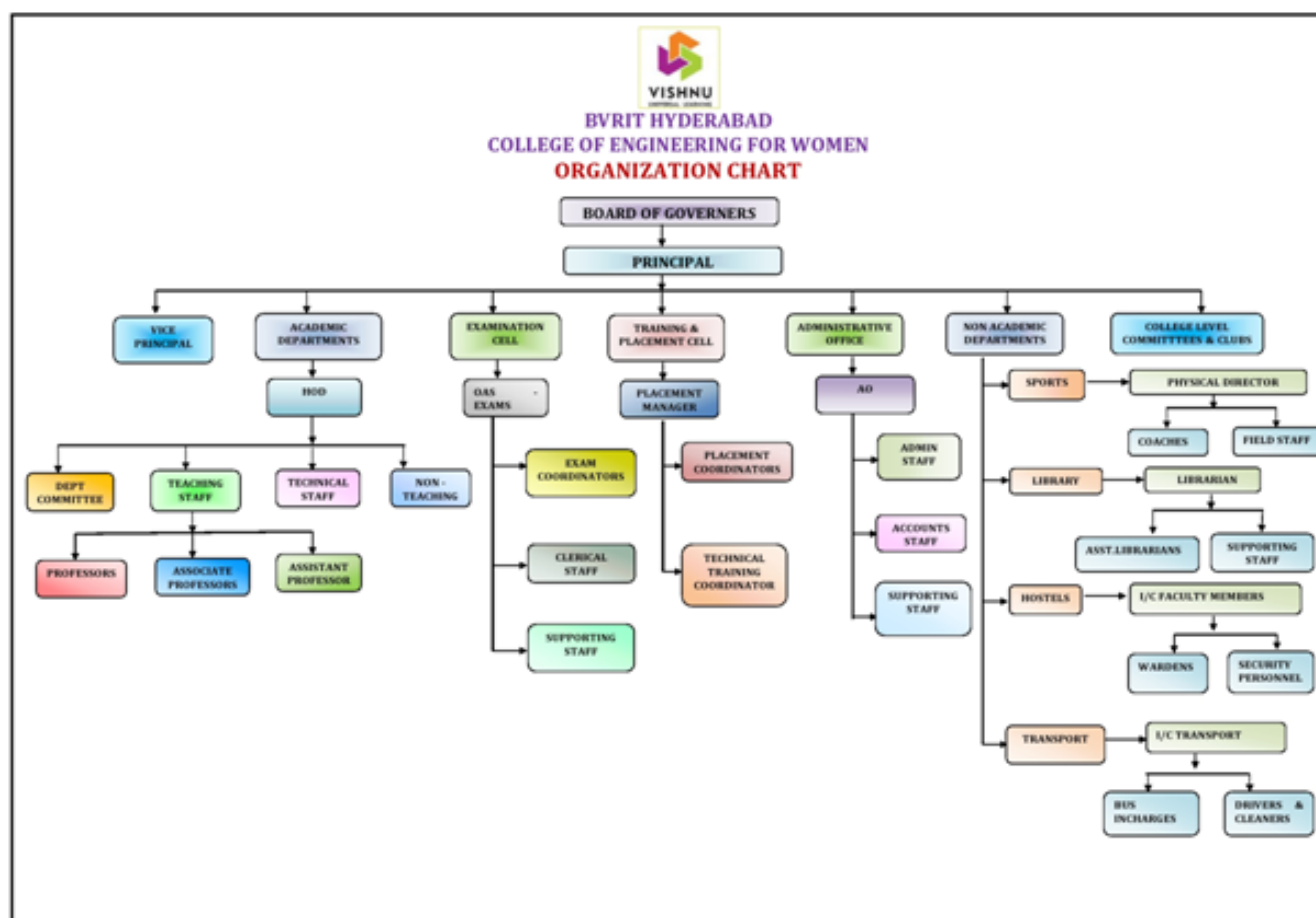 VISHNU
UNIVERSAL LEARNING
BVRIT HYDERABAD
COLLEGE OF ENGINEERING FOR WOMEN
ORGANIZATION CHART
BOARD OF GOVERNERS
PRINCIPAL
VICE
PRINCIPAL
ACADEMIC
DEPARTMENTS
EXAMINATION
CELL
TRAINING &
PLACEMENT CELL
ADMINISTRATIVE
OFFICE
NON ACADEMIC
DEPARTMENTS
COLLEGE LEVEL
COMMITTTEES & CLUBS
HOD
OAS -
EXAMS
PLACEMENT
MANAGER
AO
SPORTS
PHYSICAL DIRECTOR
COACHES
FIELD STAFF
DEPT
COMMITTEE
TEACHING
STAFF
TECHNICAL
STAFF
NON -
TEACHING
EXAM
COORDINATORS
PLACEMENT
COORDINATORS
ADMIN
STAFF
LIBRARY
LIBRARIAN
PROFESSORS
ASSOCIATE
PROFESSORS
ASSISTANT
PROFESSOR
CLERICAL
STAFF
TECHNICAL
TRAINING
COORDINATOR
ACCOUNTS
STAFF
ASST.LIBRARIANS
SUPPORTING
STAFF
SUPPORTING
STAFF
SUPPORTING
STAFF
HOSTELS
I/C FACULTY MEMBERS
WARDENS
SECURITY
PERSONNEL
TRANSPORT
I/C TRANSPORT
BUS
INCHARGES
DRIVERS &
CLEANERS